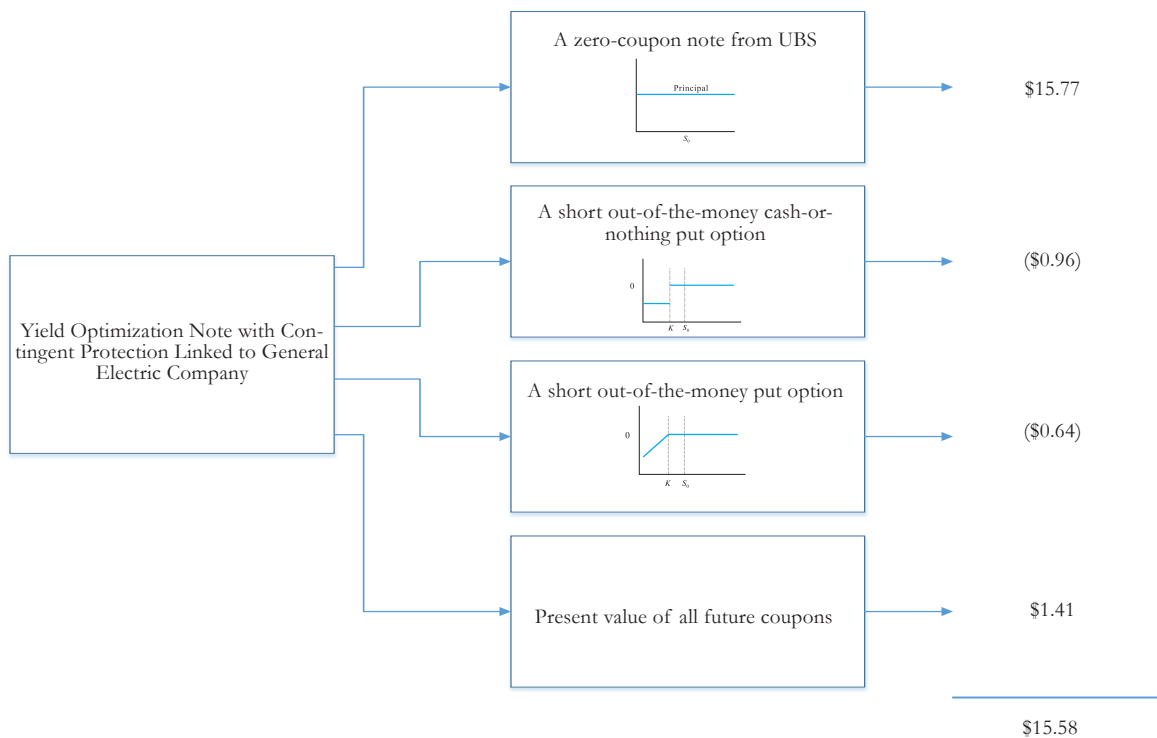 A zero-coupon note from UBS
Principal
S₀
$15.77
A short out-of-the-money cash-or-
nothing put option
0
K
S₀
($0.96)
Yield Optimization Note with Con-
tingent Protection Linked to General
Electric Company
A short out-of-the-money put option
0
K
S₀
($0.64)
Present value of all future coupons
$1.41
$15.58